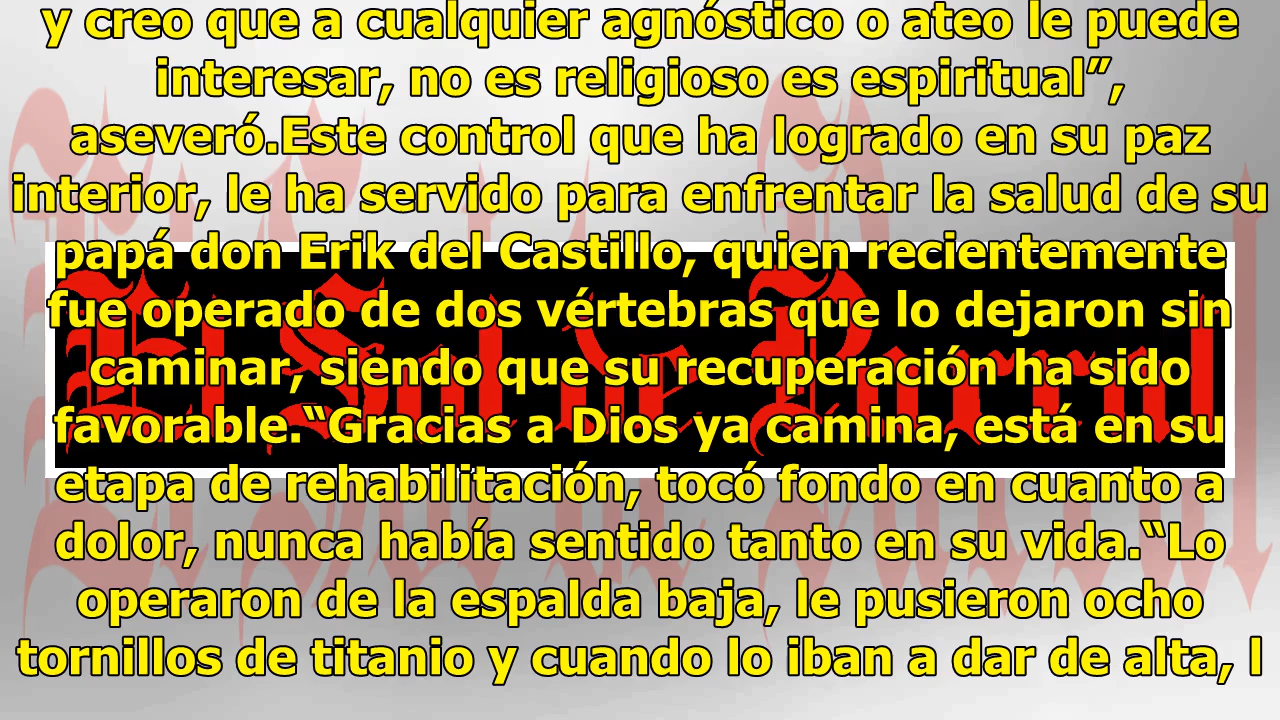 y creo que a cualquier agnóstico o ateo le puede
interesar, no es religioso es espiritual”,
aseveró.Este control que ha logrado en su paz
interior, le ha servido para enfrentar la salud de su
papá don Erik del Castillo, quien recientemente
fue operado de dos vértebras que lo dejaron sin
caminar, siendo que su recuperación ha sido
favorable.“Gracias a Dios ya camina, está en su
etapa de rehabilitación, tocó fondo en cuanto a
dolor, nunca había sentido tanto en su vida.“Lo
operaron de la espalda baja, le pusieron ocho
tornillos de titanio y cuando lo iban a dar de alta, l
El Sol de Parral